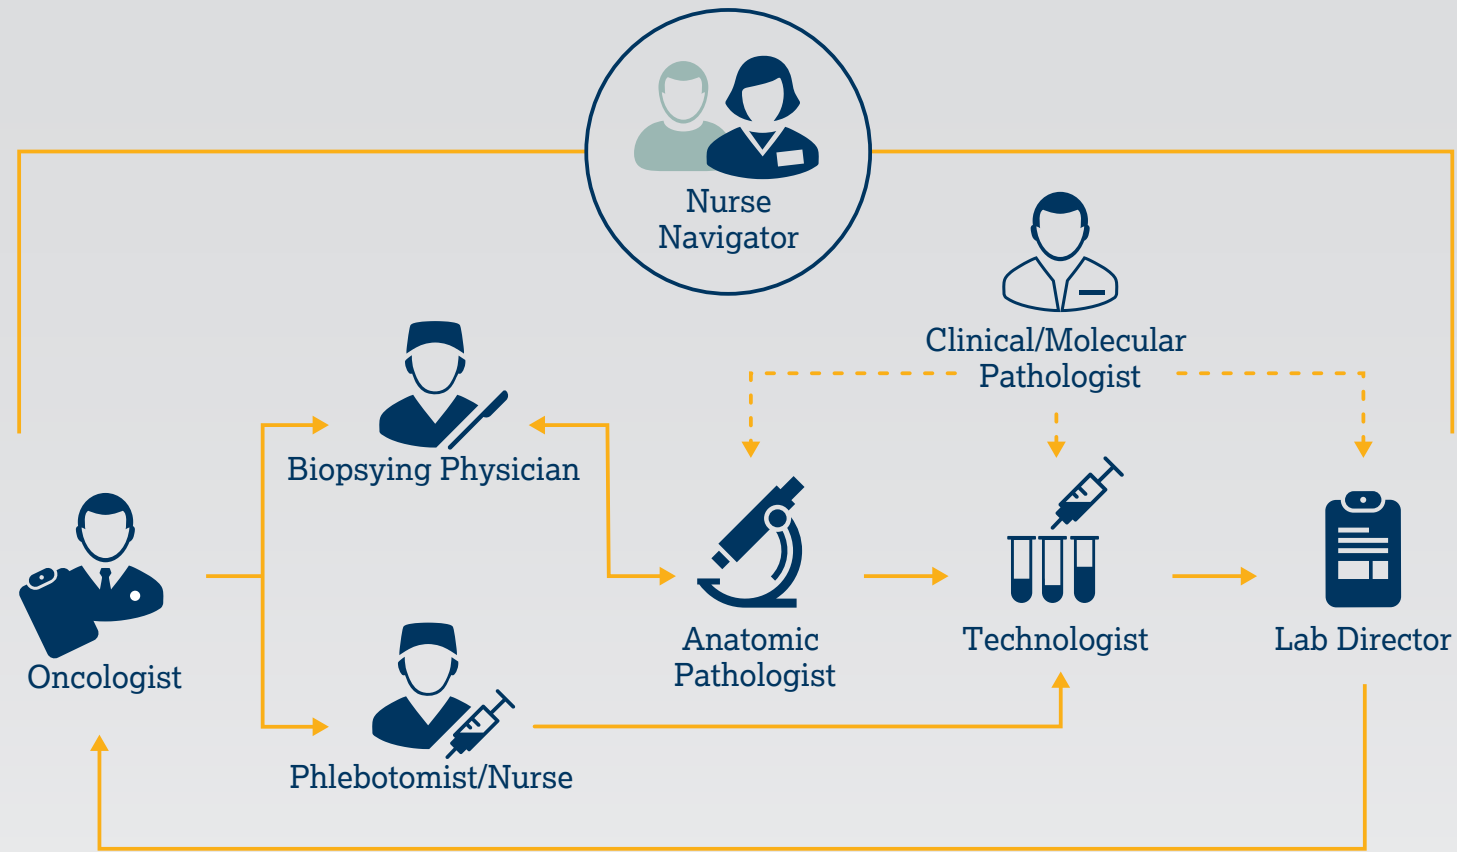 Nurse
Navigator
Clinical/Molecular
Pathologist
Biopsying Physician
Oncologist
Anatomic
Pathologist
Technologist
Lab Director
Phlebotomist/Nurse